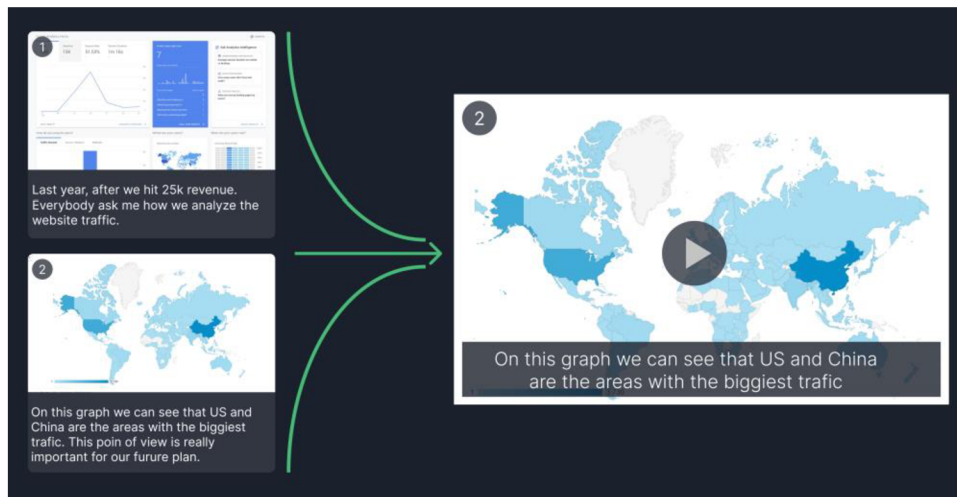 1
7
Last year, after we hit 25k revenue.
Everybody ask me how we analyze the
website traffic.
2
On this graph we can see that US and
China are the areas with the biggiest
trafic. This poin of view is really
important for our furure plan.
2
On this graph we can see that US and China
are the areas with the biggiest trafic